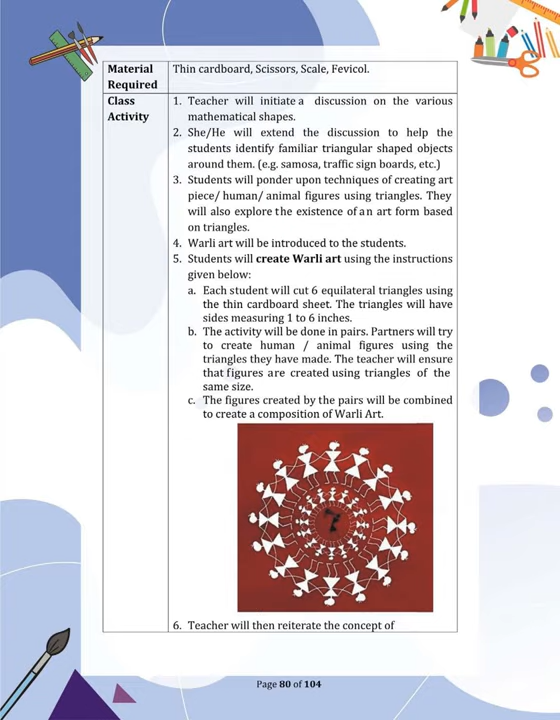 Material Required
Thin cardboard, Scissors, Scale, Fevicol.
Class Activity
1. Teacher will initiate a discussion on the various
mathematical shapes.
2. She/He will extend the discussion to help the
students identify familiar triangular shaped objects
around them. (e.g. samosa, traffic sign boards, etc.)
3. Students will ponder upon techniques of creating art
piece/ human/ animal figures using triangles. They
will also explore the existence of an art form based
on triangles.
4. Warli art will be introduced to the students.
5. Students will create Warli art using the instructions
given below:
a. Each student will cut 6 equilateral triangles using
the thin cardboard sheet. The triangles will have
sides measuring 1 to 6 inches.
b. The activity will be done in pairs. Partners will try
to create human / animal figures using the
triangles they have made. The teacher will ensure
that figures are created using triangles of the
same size.
c. The figures created by the pairs will be combined
to create a composition of Warli Art.
6. Teacher will then reiterate the concept of
Page 80 of 104